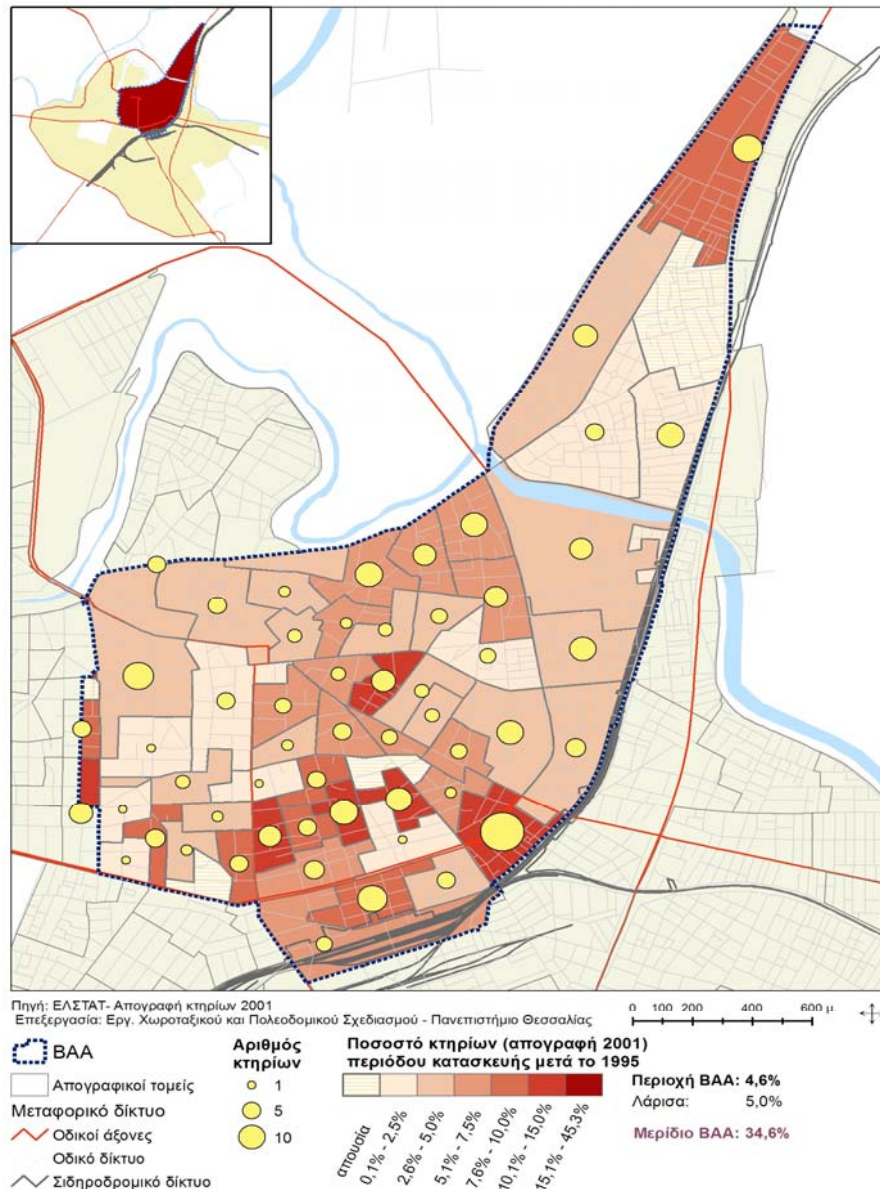 Πηγή: ΕΛΣΤΑΤ- Απογραφή κτηρίων 2001
Επεξεργασία: Εργ. Χωροταξικού και Πολεοδομικού Σχεδιασμού - Πανεπιστήμιο Θεσσαλίας
0 100 200 400 600 μ.
ΒΑΑ
Απογραφικοί τομείς
Μεταφορικό δίκτυο
Οδικοί άξονες
Οδικό δίκτυο
Σιδηροδρομικό δίκτυο
Αριθμός
κτηρίων
1
5
10
Ποσοστό κτηρίων (απογραφή 2001)
περιόδου κατασκευής μετά το 1995
απουσία
0,1% - 2,5%
2,6% - 5,0%
5,1% - 7,5%
7,6% - 10,0%
10,1% - 15,0%
15,1% - 45,3%
Περιοχή ΒΑΑ: 4,6%
Λάρισα: 5,0%
Μερίδιο ΒΑΑ: 34,6%